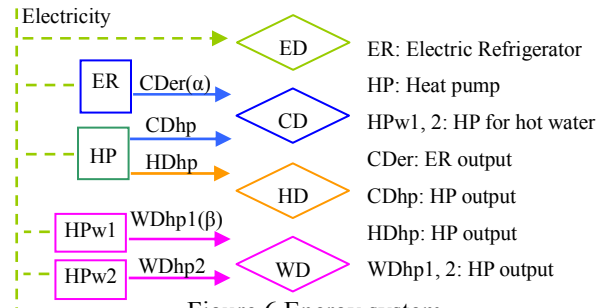 Electricity
ED
ER: Electric Refrigerator
ER
CDer(α)
HP: Heat pump
CDhp
CD
HPw1, 2: HP for hot water
HP
HDhp
CDer: ER output
HD
CDhp: HP output
HPw1
WDhp1(β)
HDhp: HP output
HPw2
WDhp2
WD
WDhp1, 2: HP output
Figure 6 Energy system